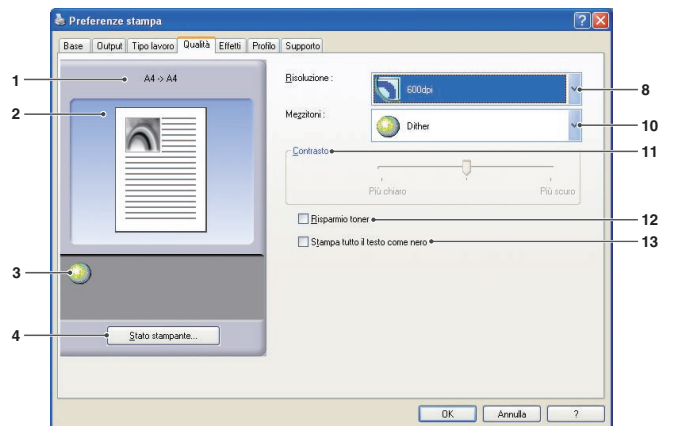 Preferenze stampa
Base Output Tipo lavoro Qualità Effetti Profilo Supporto
1
A4 -> A4
2
3
4
Stato stampante...
Risoluzione :
600dpi
8
Mezzitoni :
Dither
10
Contrasto
11
Più chiaro Più scuro
Risparmio toner
12
Stampa tutto il testo come nero
13
OK Annulla ?